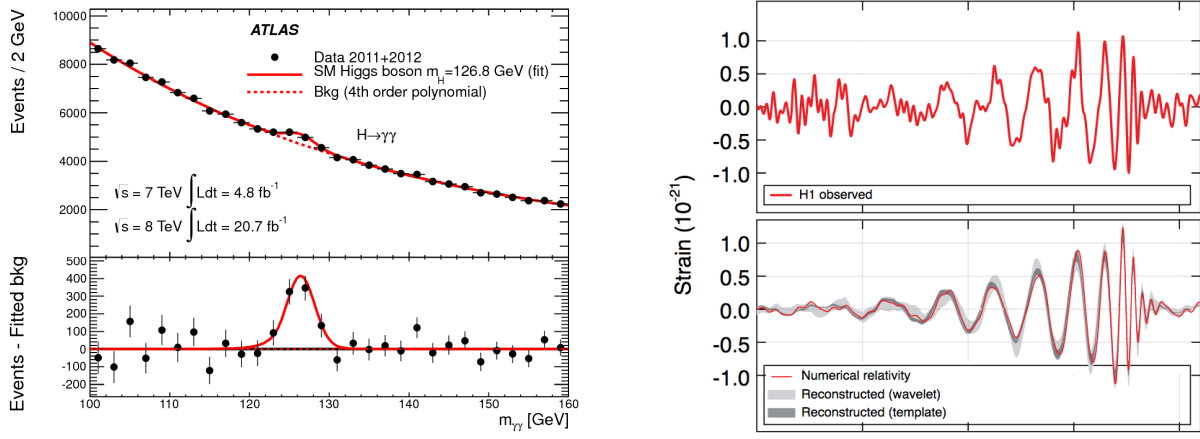 Events / 2 GeV
10000
8000
6000
4000
2000
ATLAS
Data 2011+2012
SM Higgs boson mH=126.8 GeV (fit)
Bkg (4th order polynomial)
H→γγ
√s = 7 TeV ∫Ldt = 4.8 fb-1
√s = 8 TeV ∫Ldt = 20.7 fb-1
Events - Fitted bkg
500
400
300
200
100
0
-100
-200
100 110 120 130 140 150 160
mγγ [GeV]
Strain (10-21)
1.0
0.5
0.0
-0.5
-1.0
H1 observed
1.0
0.5
0.0
-0.5
-1.0
Numerical relativity
Reconstructed (wavelet)
Reconstructed (template)